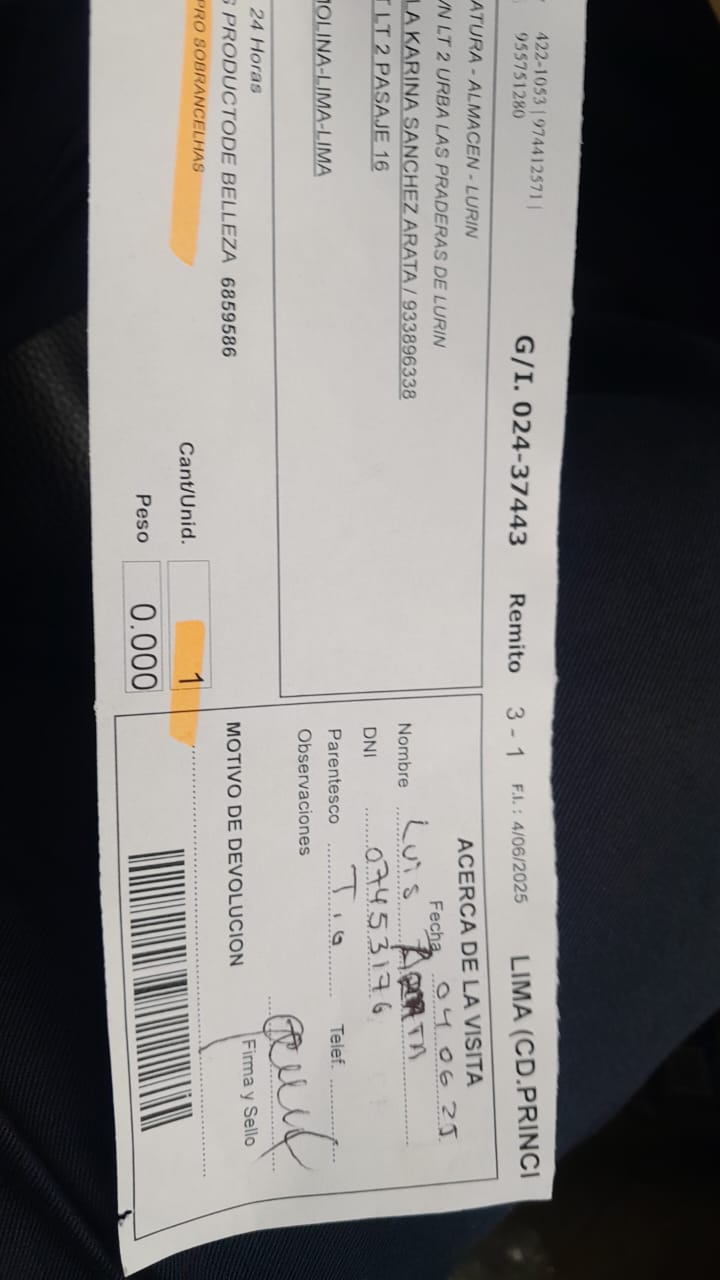 422-1053 | 974412571 |
955751280
G/I. 024-37443 Remito 3 - 1 F.I. : 4/06/2025 LIMA (CD.PRINCI
ATURA - ALMACEN - LURIN
N LT 2 URBA LAS PRADERAS DE LURIN
LA KARINA SANCHEZ ARATA / 933896338
LT 2 PASAJE 16
OLINA-LIMA-LIMA
24 Horas
S PRODUCTODE BELLEZA 6859586
PRO SOBRANCELHAS
Cant/Unid. 1
Peso 0.000
ACERCA DE LA VISITA
Fecha 04.06.25
Nombre Luis
DNI 07453176
Parentesco Tio Telef.
Observaciones
Firma y Sello
MOTIVO DE DEVOLUCION